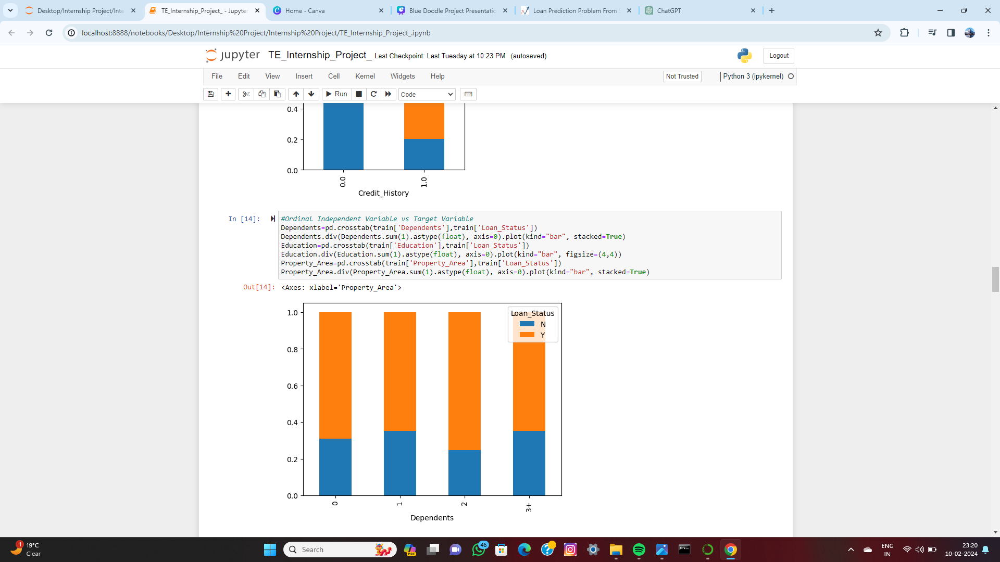 Desktop/Internship Project/Inte
TE_Internship_Project_ - Jupyter
Home - Canva
Blue Doodle Project Presentatio
Loan Prediction Problem From S
ChatGPT
localhost:8888/notebooks/Desktop/Internship%20Project/Internship%20Project/TE_Internship_Project_.ipynb
jupyter TE_Internship_Project_ Last Checkpoint: Last Tuesday at 10:23 PM (autosaved)
Logout
File Edit View Insert Cell Kernel Widgets Help
Not Trusted
Python 3 (ipykernel)
Run
Code
0.4
0.2
0.0
0.0
1.0
Credit_History
In [14]:
#Ordinal Independent Variable vs Target Variable
Dependents=pd.crosstab(train['Dependents'],train['Loan_Status'])
Dependents.div(Dependents.sum(1).astype(float), axis=0).plot(kind="bar", stacked=True)
Education=pd.crosstab(train['Education'],train['Loan_Status'])
Education.div(Education.sum(1).astype(float), axis=0).plot(kind="bar", figsize=(4,4))
Property_Area=pd.crosstab(train['Property_Area'],train['Loan_Status'])
Property_Area.div(Property_Area.sum(1).astype(float), axis=0).plot(kind="bar", stacked=True)
Out[14]: <Axes: xlabel='Property_Area'>
1.0
0.8
0.6
0.4
0.2
0.0
Loan_Status
N
Y
0
1
2
3+
Dependents
1
19°C
Clear
Search
PRE
46
ENG
IN
23:20
10-02-2024